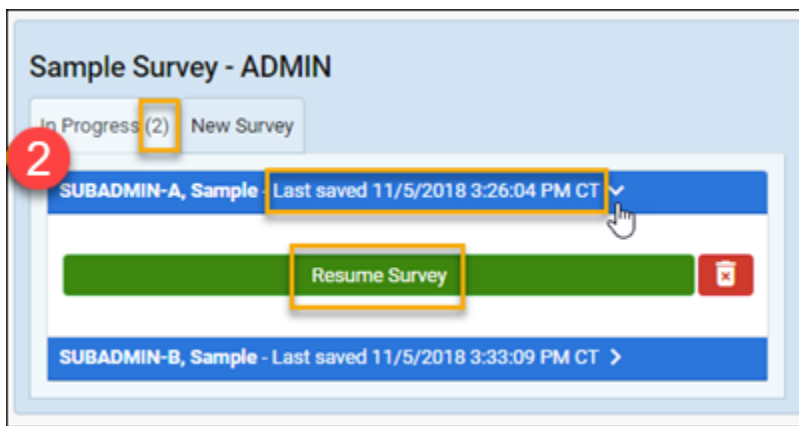 Sample Survey - ADMIN
In Progress (2) New Survey
2
SUBADMIN-A, Sample - Last saved 11/5/2018 3:26:04 PM CT
Resume Survey
SUBADMIN-B, Sample - Last saved 11/5/2018 3:33:09 PM CT